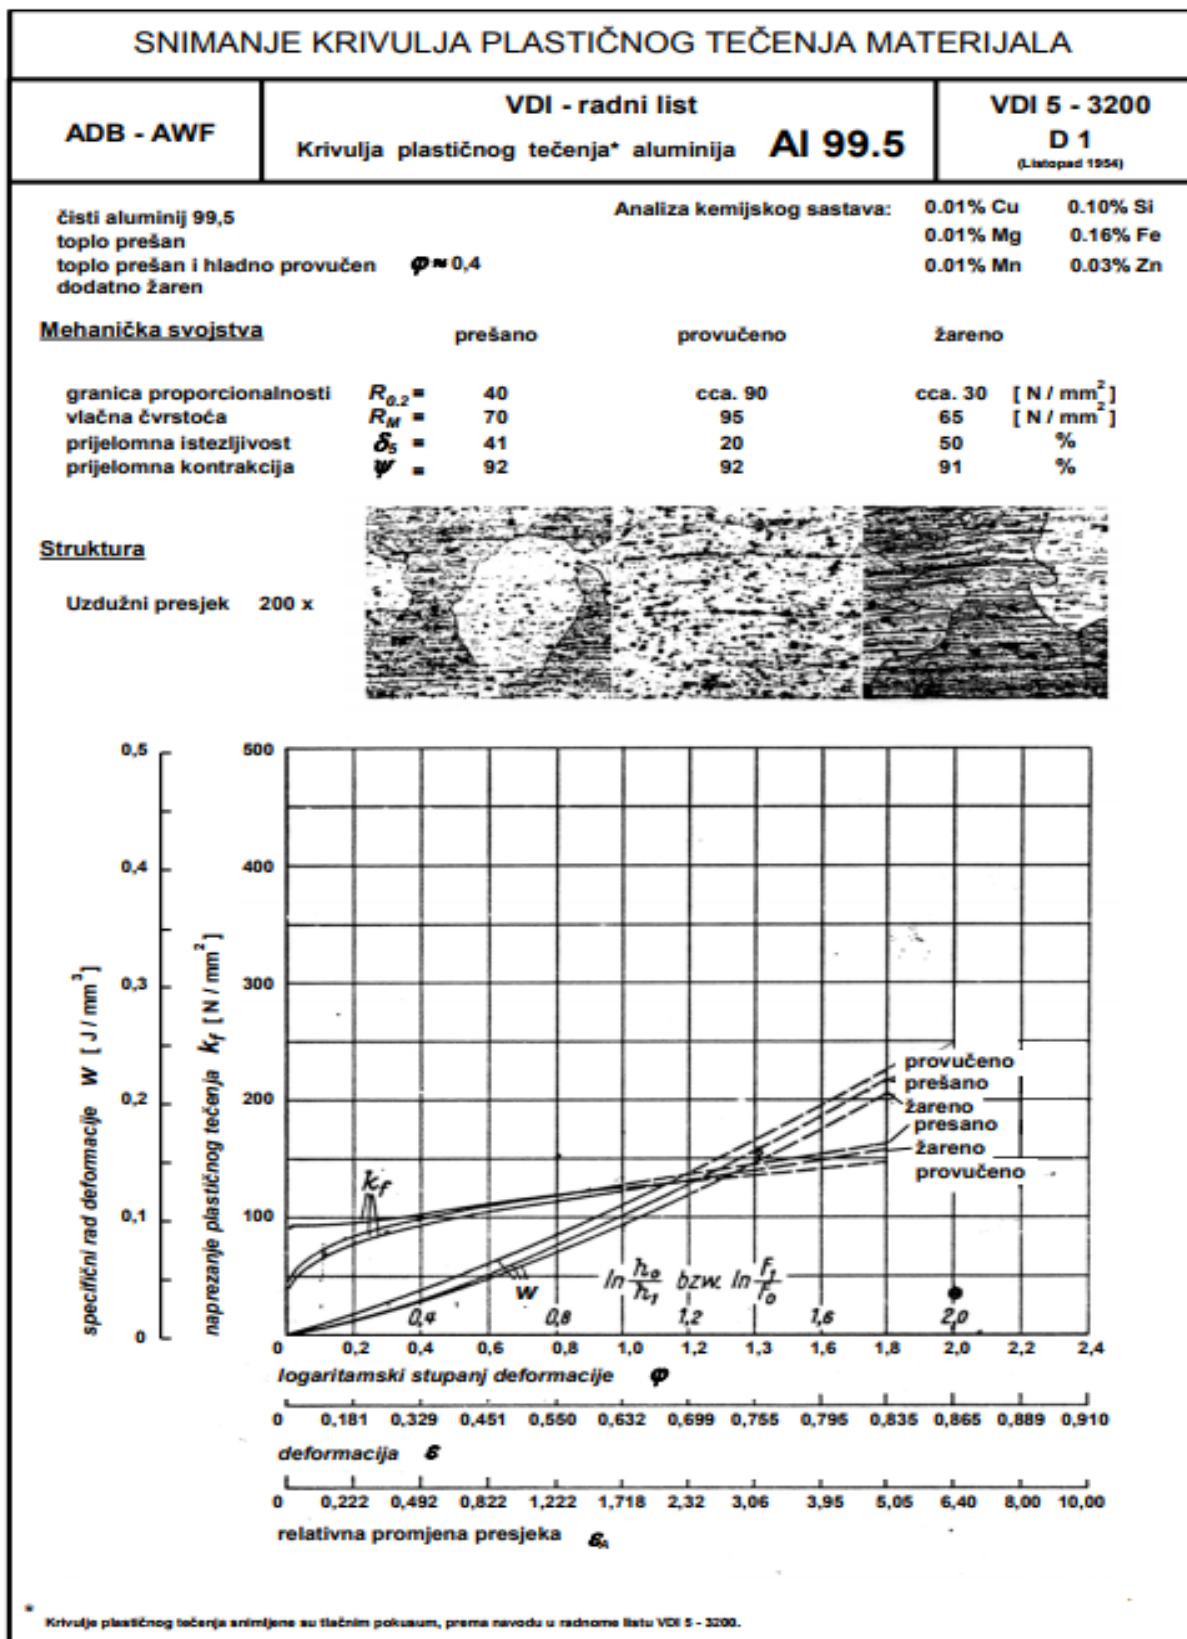 SNIMANJE KRIVULJA PLASTIČNOG TEČENJA MATERIJALA
ADB - AWF
VDI - radni list
Krivulja plastičnog tečenja* aluminija Al 99.5
VDI 5 - 3200
D 1
(Listopad 1954)
čisti aluminij 99,5
toplo prešan
toplo prešan i hladno provučen φ≈0,4
dodatno žaren
Analiza kemijskog sastava: 0.01% Cu 0.10% Si
0.01% Mg 0.16% Fe
0.01% Mn 0.03% Zn
Mehanička svojstva prešano provučeno žareno
granica proporcionalnosti R0.2 = 40 cca. 90 cca. 30 [ N / mm² ]
vlačna čvrstoća RM = 70 95 65 [ N / mm² ]
prijelomna istezljivost δ5 = 41 20 50 %
prijelomna kontrakcija ψ = 92 92 91 %
Struktura
Uzdužni presjek 200 x
specifični rad deformacije W [ J / mm³ ]
0,5
0,4
0,3
0,2
0,1
0
naprezanje plastičnog tečenja kf [ N / mm² ]
500
400
300
200
100
kf
w
provučeno
prešano
žareno
presano
žareno
provučeno
ln h0/h1 bzw. ln F1/F0
0,4 0,8 1,2 1,6 2,0
0 0,2 0,4 0,6 0,8 1,0 1,2 1,3 1,6 1,8 2,0 2,2 2,4
logaritamski stupanj deformacije φ
0 0,181 0,329 0,451 0,550 0,632 0,699 0,755 0,795 0,835 0,865 0,889 0,910
deformacija ε
0 0,222 0,492 0,822 1,222 1,718 2,32 3,06 3,95 5,05 6,40 8,00 10,00
relativna promjena presjeka εA
* Krivulje plastičnog tečenja snimljene su tlačnim pokusum, prema navodu u radnome listu VDI 5 - 3200.